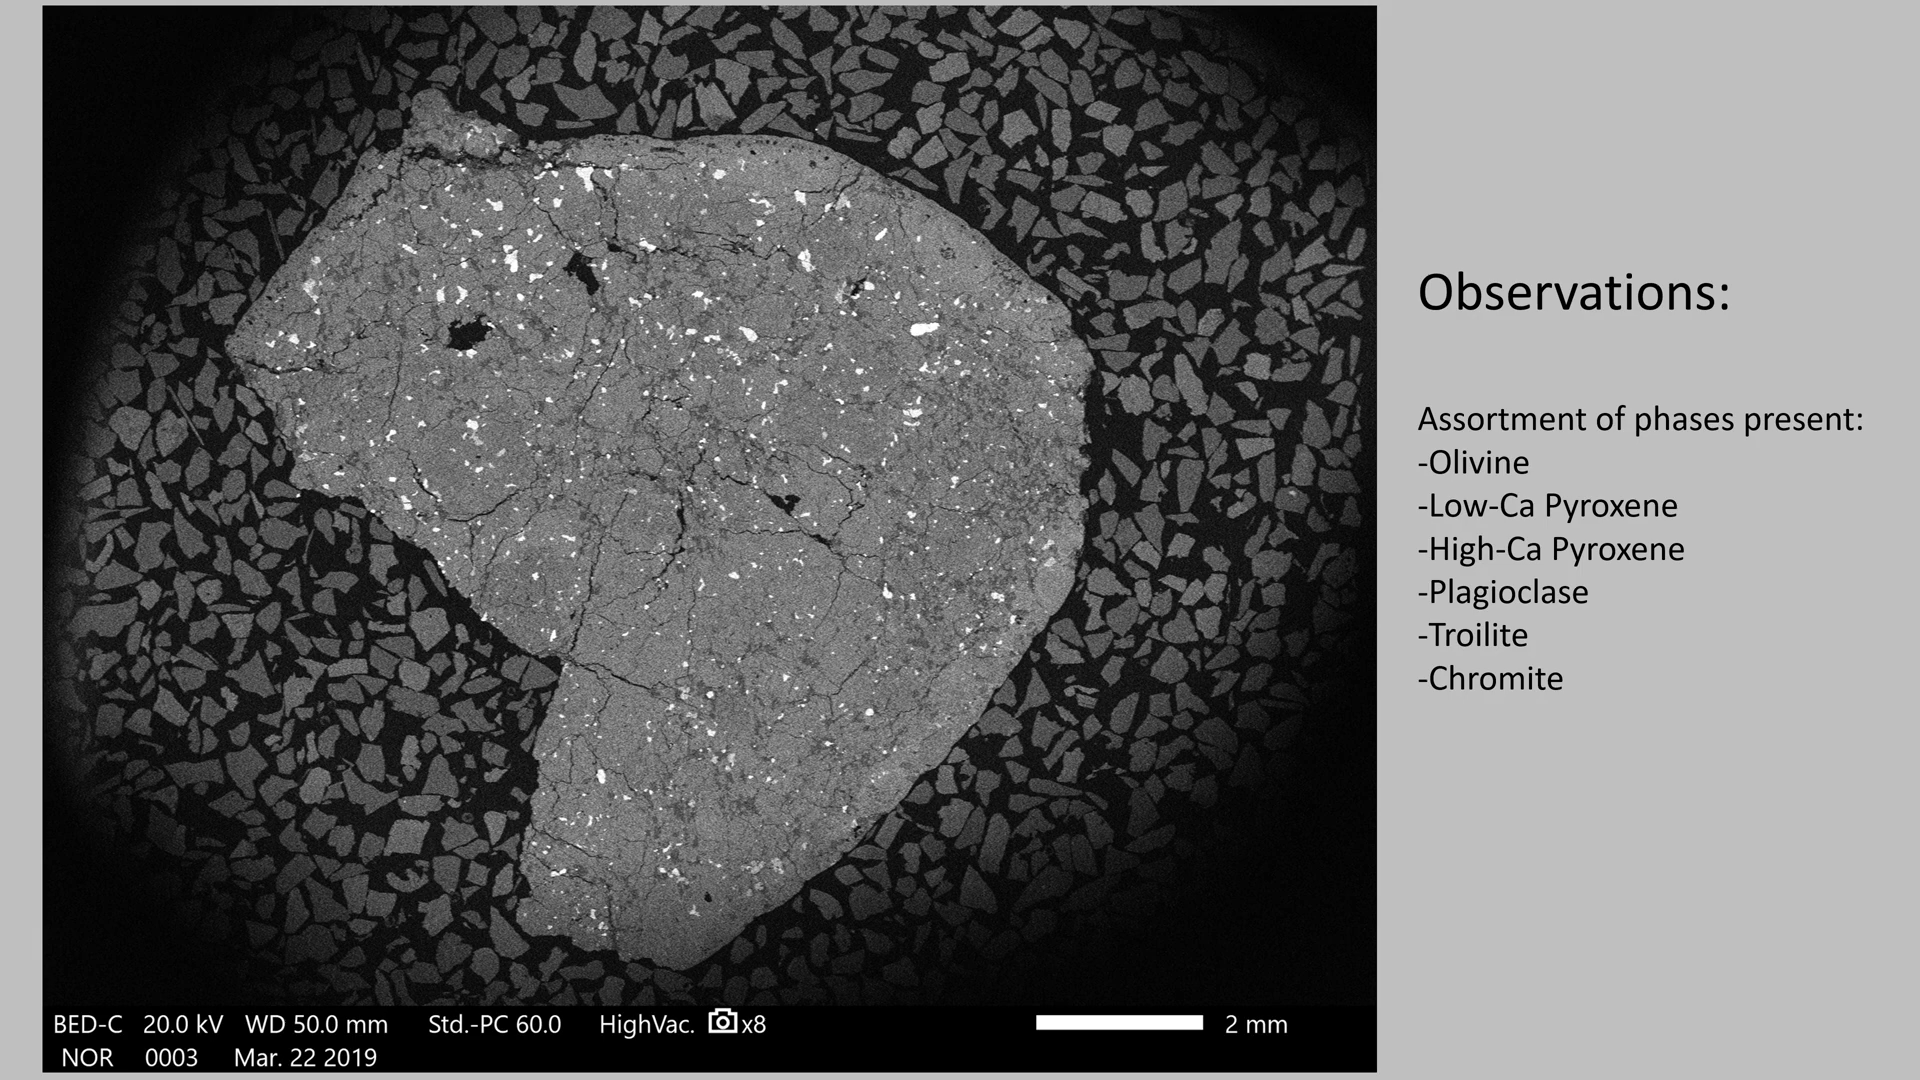 Observations:
Assortment of phases present:
-Olivine
-Low-Ca Pyroxene
-High-Ca Pyroxene
-Plagioclase
-Troilite
-Chromite
BED-C 20.0 kV WD 50.0 mm Std.-PC 60.0 HighVac. x8 2 mm
NOR 0003 Mar. 22 2019